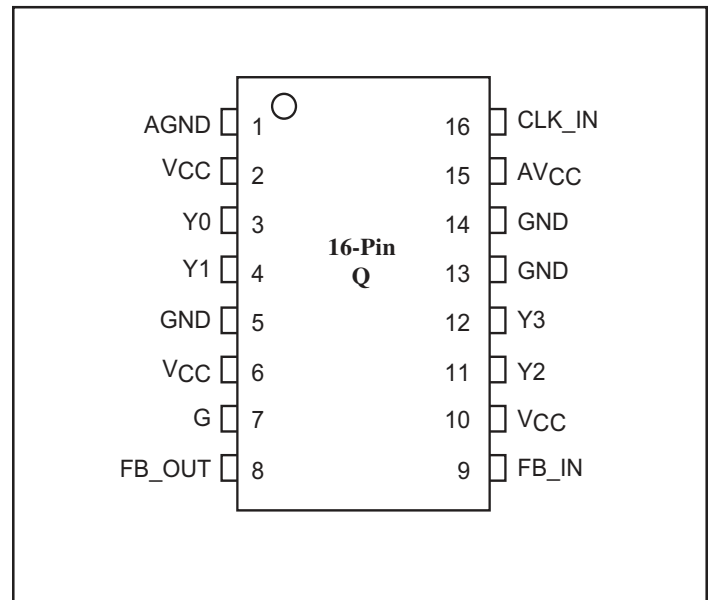 AGND 1 16 CLK_IN
VCC 2 15 AVCC
Y0 3 14 GND
16-Pin
Q
Y1 4 13 GND
GND 5 12 Y3
VCC 6 11 Y2
G 7 10 VCC
FB_OUT 8 9 FB_IN